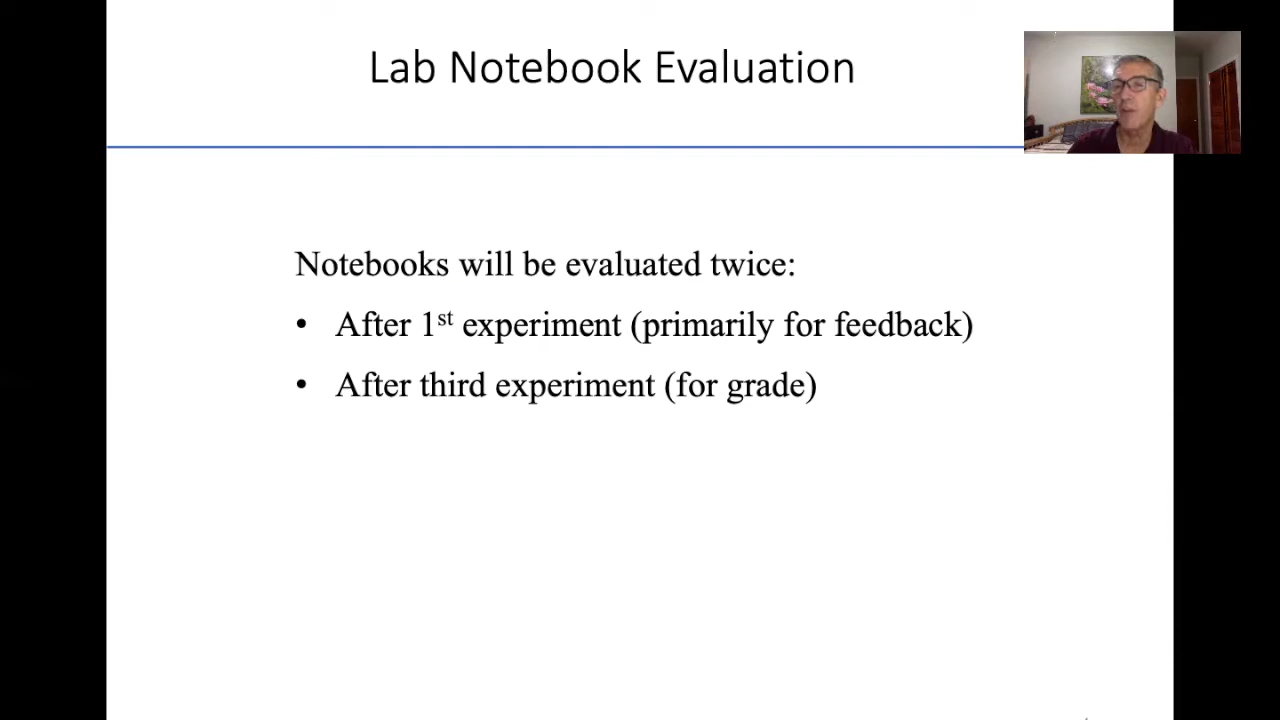 Lab Notebook Evaluation
Notebooks will be evaluated twice:
• After 1st experiment (primarily for feedback)
• After third experiment (for grade)